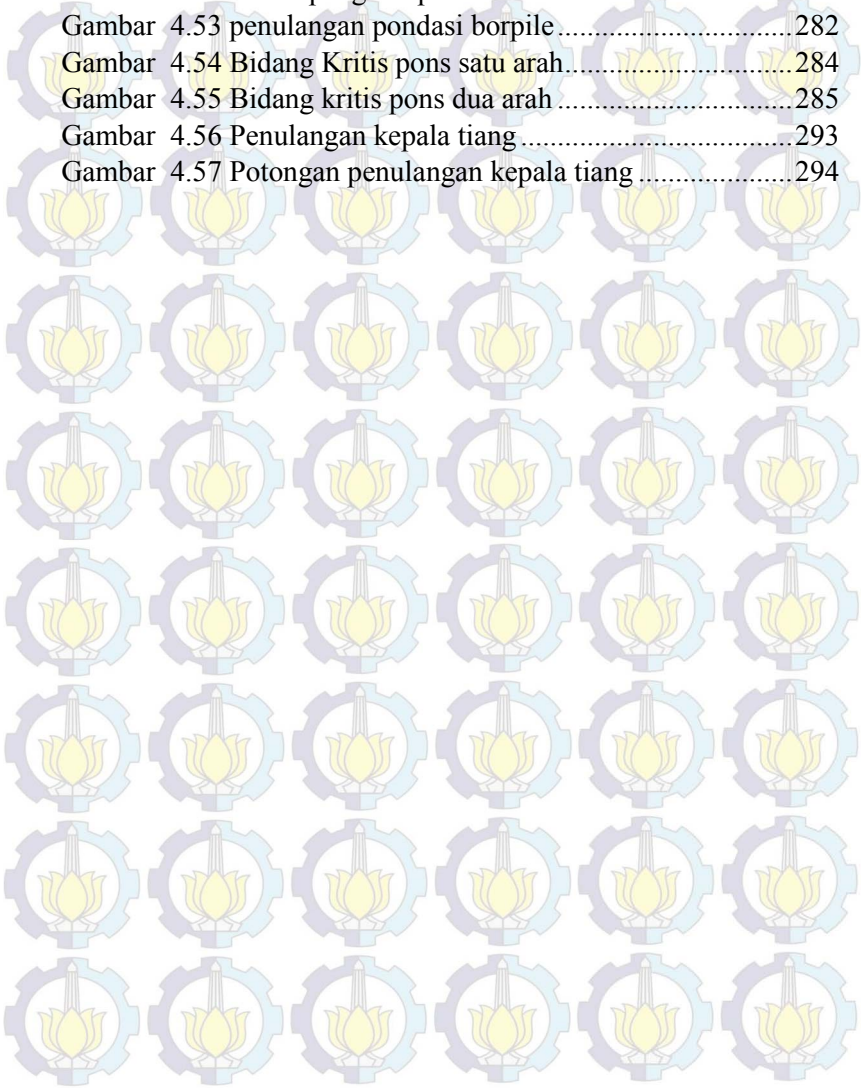 Gambar 4.53 penulangan pondasi borpile................................282
Gambar 4.54 Bidang Kritis pons satu arah...............................284
Gambar 4.55 Bidang kritis pons dua arah................................285
Gambar 4.56 Penulangan kepala tiang.....................................293
Gambar 4.57 Potongan penulangan kepala tiang.....................294